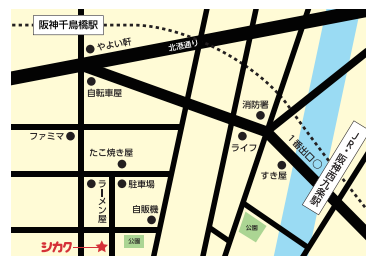 阪神千鳥橋駅
やよい軒
北港通り
自転車屋
消防署
ファミマ
ライフ
1番出口
JR・阪神西九条駅
たこ焼き屋
すき屋
ラーメン屋
駐車場
自販機
公園
公園
シカク